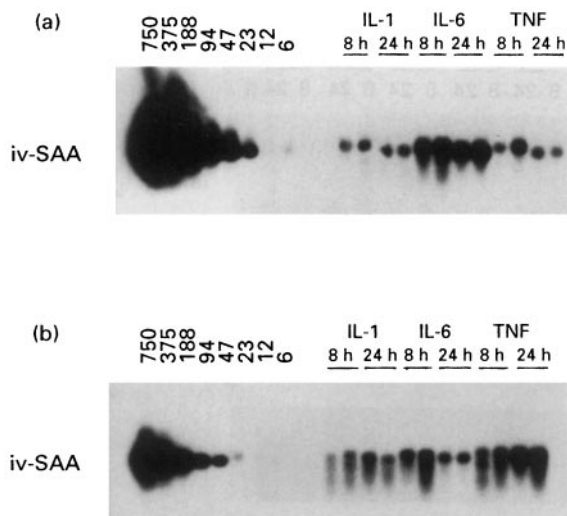 (a)
750 375 188 94 47 23 12 6
IL-1 IL-6 TNF
8 h 24 h 8 h 24 h 8 h 24 h
iv-SAA
(b)
750 375 188 94 47 23 12 6
IL-1 IL-6 TNF
8 h 24 h 8 h 24 h 8 h 24 h
iv-SAA